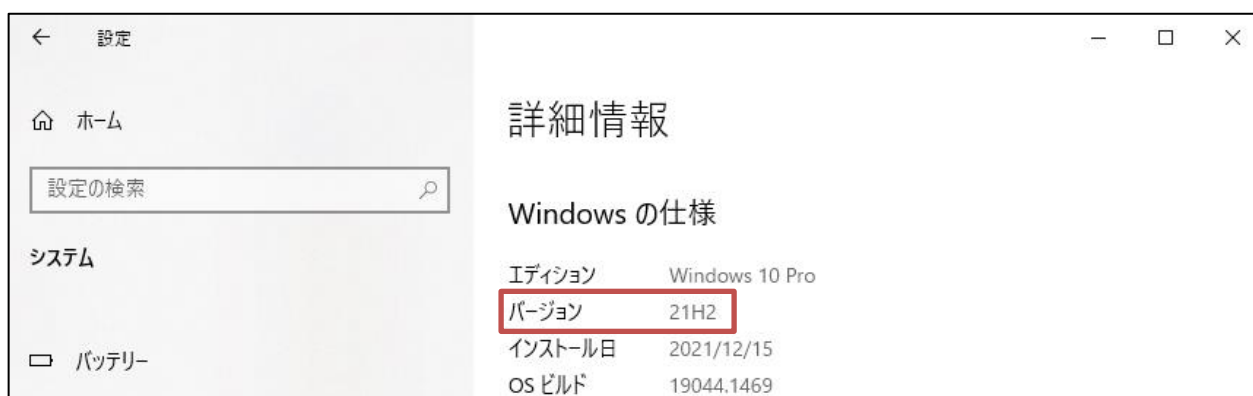 設定
ホーム
設定の検索
システム
バッテリー
詳細情報
Windows の仕様
エディション Windows 10 Pro
バージョン 21H2
インストール日 2021/12/15
OS ビルド 19044.1469